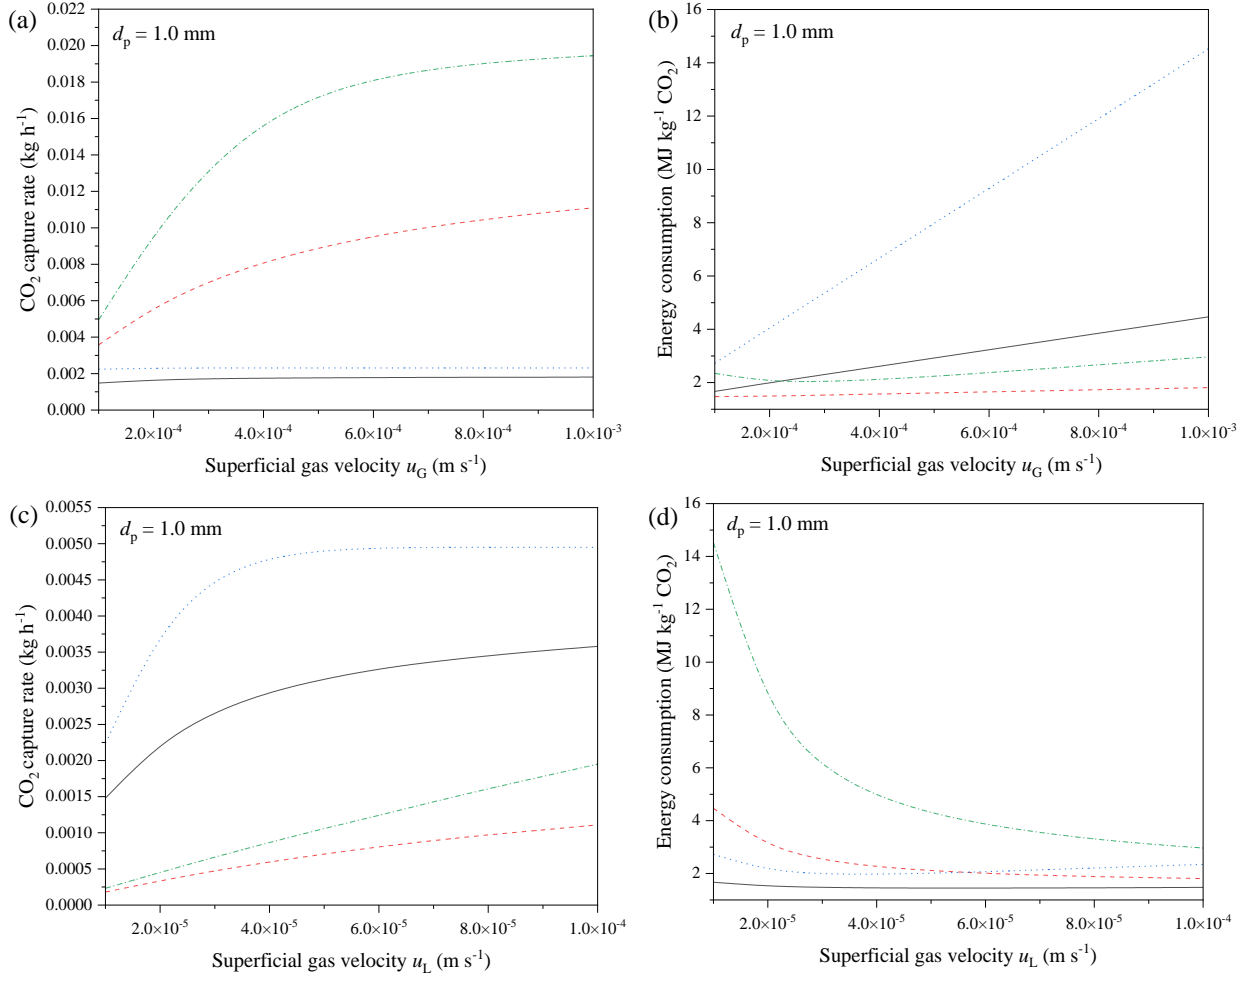 (a)
d_p = 1.0 mm
CO₂ capture rate (kg h⁻¹)
0.022
0.020
0.018
0.016
0.014
0.012
0.010
0.008
0.006
0.004
0.002
0.000
2.0×10⁻⁴ 4.0×10⁻⁴ 6.0×10⁻⁴ 8.0×10⁻⁴ 1.0×10⁻³
Superficial gas velocity u_G (m s⁻¹)
(b)
d_p = 1.0 mm
Energy consumption (MJ kg⁻¹ CO₂)
16
14
12
10
8
6
4
2
2.0×10⁻⁴ 4.0×10⁻⁴ 6.0×10⁻⁴ 8.0×10⁻⁴ 1.0×10⁻³
Superficial gas velocity u_G (m s⁻¹)
(c)
d_p = 1.0 mm
CO₂ capture rate (kg h⁻¹)
0.0055
0.0050
0.0045
0.0040
0.0035
0.0030
0.0025
0.0020
0.0015
0.0010
0.0005
0.0000
2.0×10⁻⁵ 4.0×10⁻⁵ 6.0×10⁻⁵ 8.0×10⁻⁵ 1.0×10⁻⁴
Superficial gas velocity u_L (m s⁻¹)
(d)
d_p = 1.0 mm
Energy consumption (MJ kg⁻¹ CO₂)
16
14
12
10
8
6
4
2
2.0×10⁻⁵ 4.0×10⁻⁵ 6.0×10⁻⁵ 8.0×10⁻⁵ 1.0×10⁻⁴
Superficial gas velocity u_L (m s⁻¹)